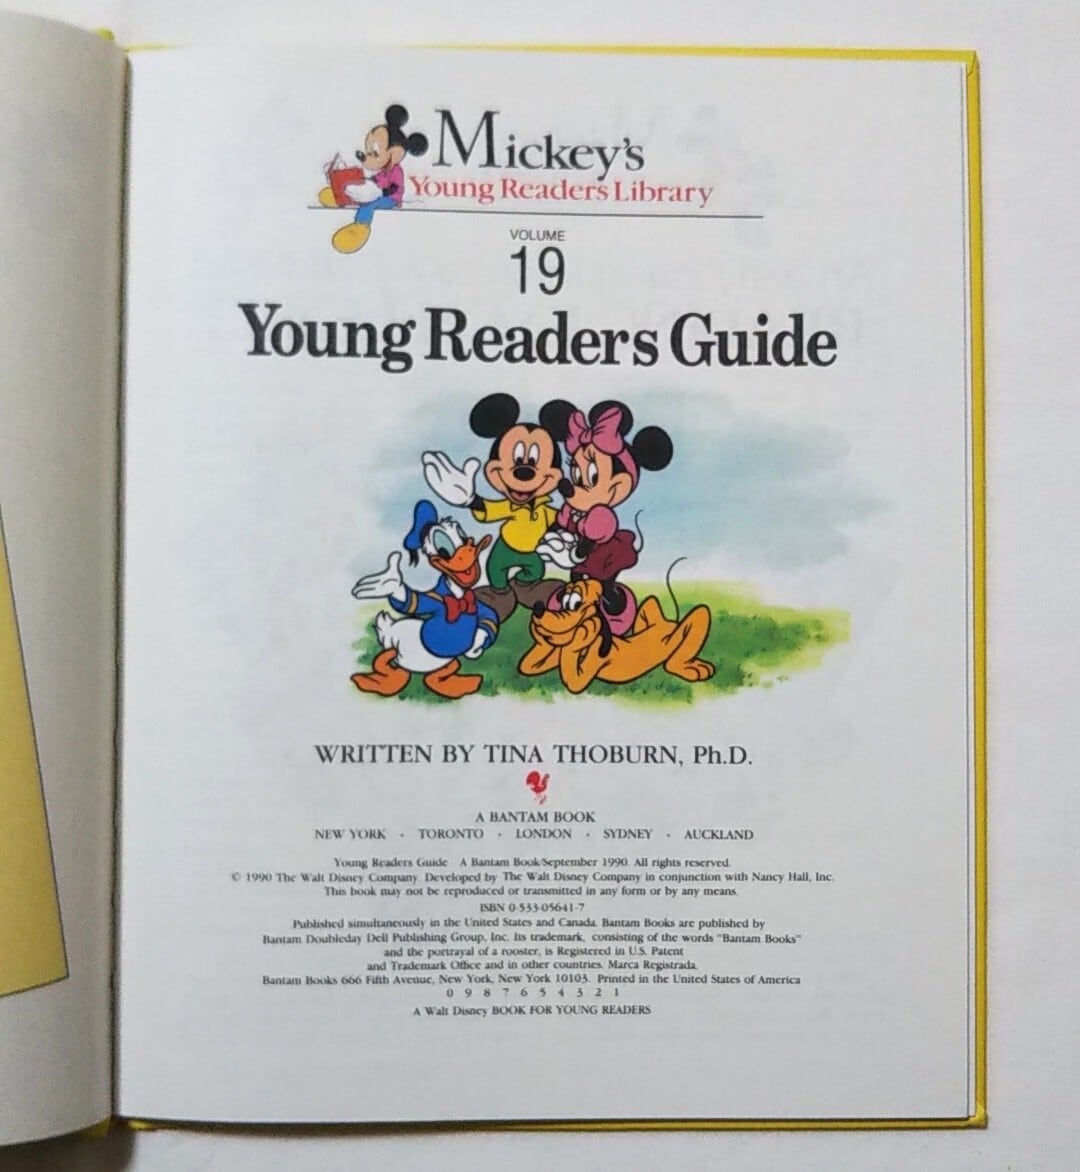 Mickey's
Young Readers Library
VOLUME
19
Young Readers Guide
WRITTEN BY TINA THOBURN, Ph.D.
A BANTAM BOOK
NEW YORK · TORONTO · LONDON · SYDNEY · AUCKLAND
Young Readers Guide A Bantam Book/September 1990. All rights reserved.
© 1990 The Walt Disney Company. Developed by The Walt Disney Company in conjunction with Nancy Hall, Inc.
This book may not be reproduced or transmitted in any form or by any means.
ISBN 0-533-05641-7
Published simultaneously in the United States and Canada. Bantam Books are published by
Bantam Doubleday Dell Publishing Group, Inc. Its trademark, consisting of the words "Bantam Books"
and the portrayal of a rooster, is Registered in U.S. Patent
and Trademark Office and in other countries. Marca Registrada.
Bantam Books 666 Fifth Avenue, New York, New York 10103. Printed in the United States of America
0 9 8 7 6 5 4 3 2 1
A Walt Disney BOOK FOR YOUNG READERS